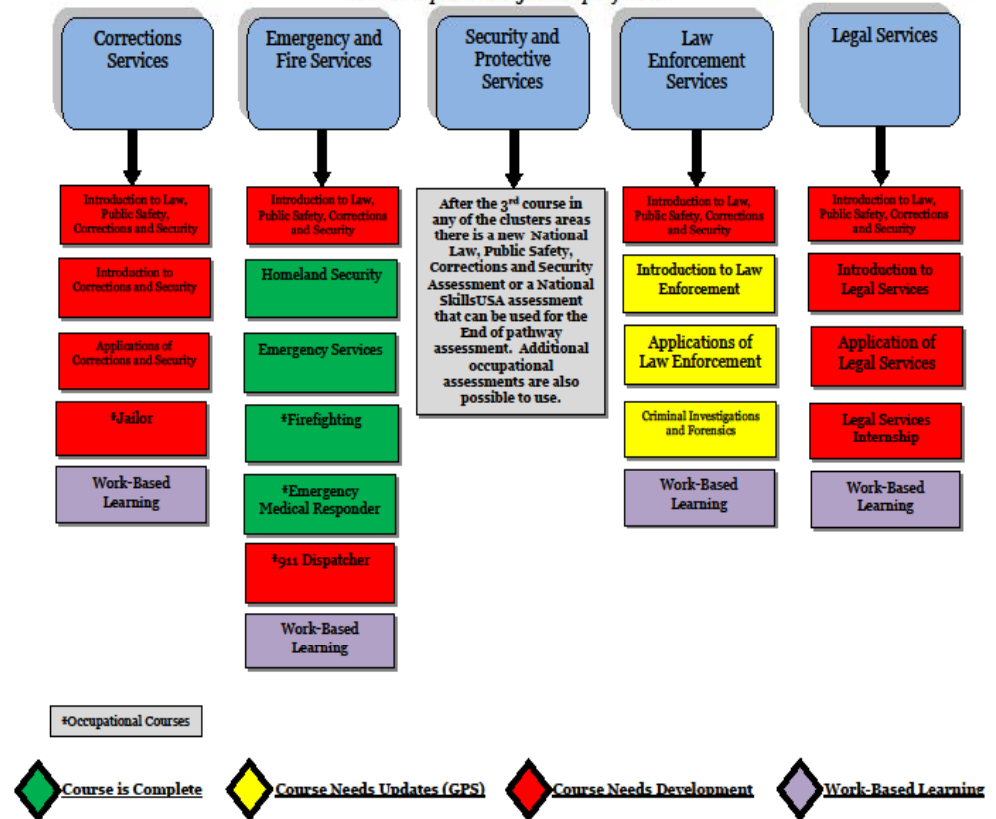 Corrections
Services
Emergency and
Fire Services
Security and
Protective
Services
Law
Enforcement
Services
Legal Services
Introduction to Law,
Public Safety,
Corrections and Security
Introduction to
Corrections and Security
Applications of
Corrections and Security
*Jailor
Work-Based
Learning
Introduction to Law,
Public Safety, Corrections
and Security
Homeland Security
Emergency Services
*Firefighting
*Emergency
Medical Responder
*911 Dispatcher
Work-Based
Learning
After the 3rd course in
any of the clusters areas
there is a new National
Law, Public Safety,
Corrections and Security
Assessment or a National
SkillsUSA assessment
that can be used for the
End of pathway
assessment. Additional
occupational
assessments are also
possible to use.
Introduction to Law,
Public Safety, Corrections
and Security
Introduction to Law
Enforcement
Applications of
Law Enforcement
Criminal Investigations
and Forensics
Work-Based
Learning
Introduction to Law,
Public Safety, Corrections
and Security
Introduction to
Legal Services
Application of
Legal Services
Legal Services
Internship
Work-Based
Learning
*Occupational Courses
Course is Complete
Course Needs Updates (GPS)
Course Needs Development
Work-Based Learning